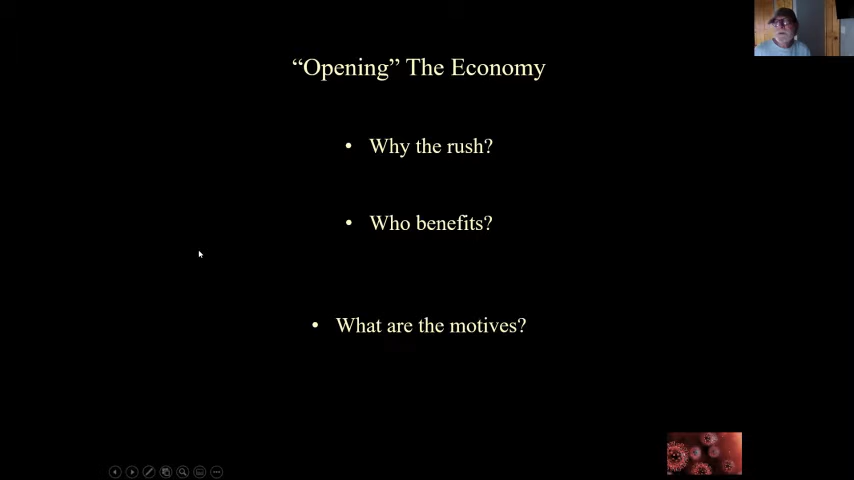 “Opening” The Economy
• Why the rush?
• Who benefits?
• What are the motives?